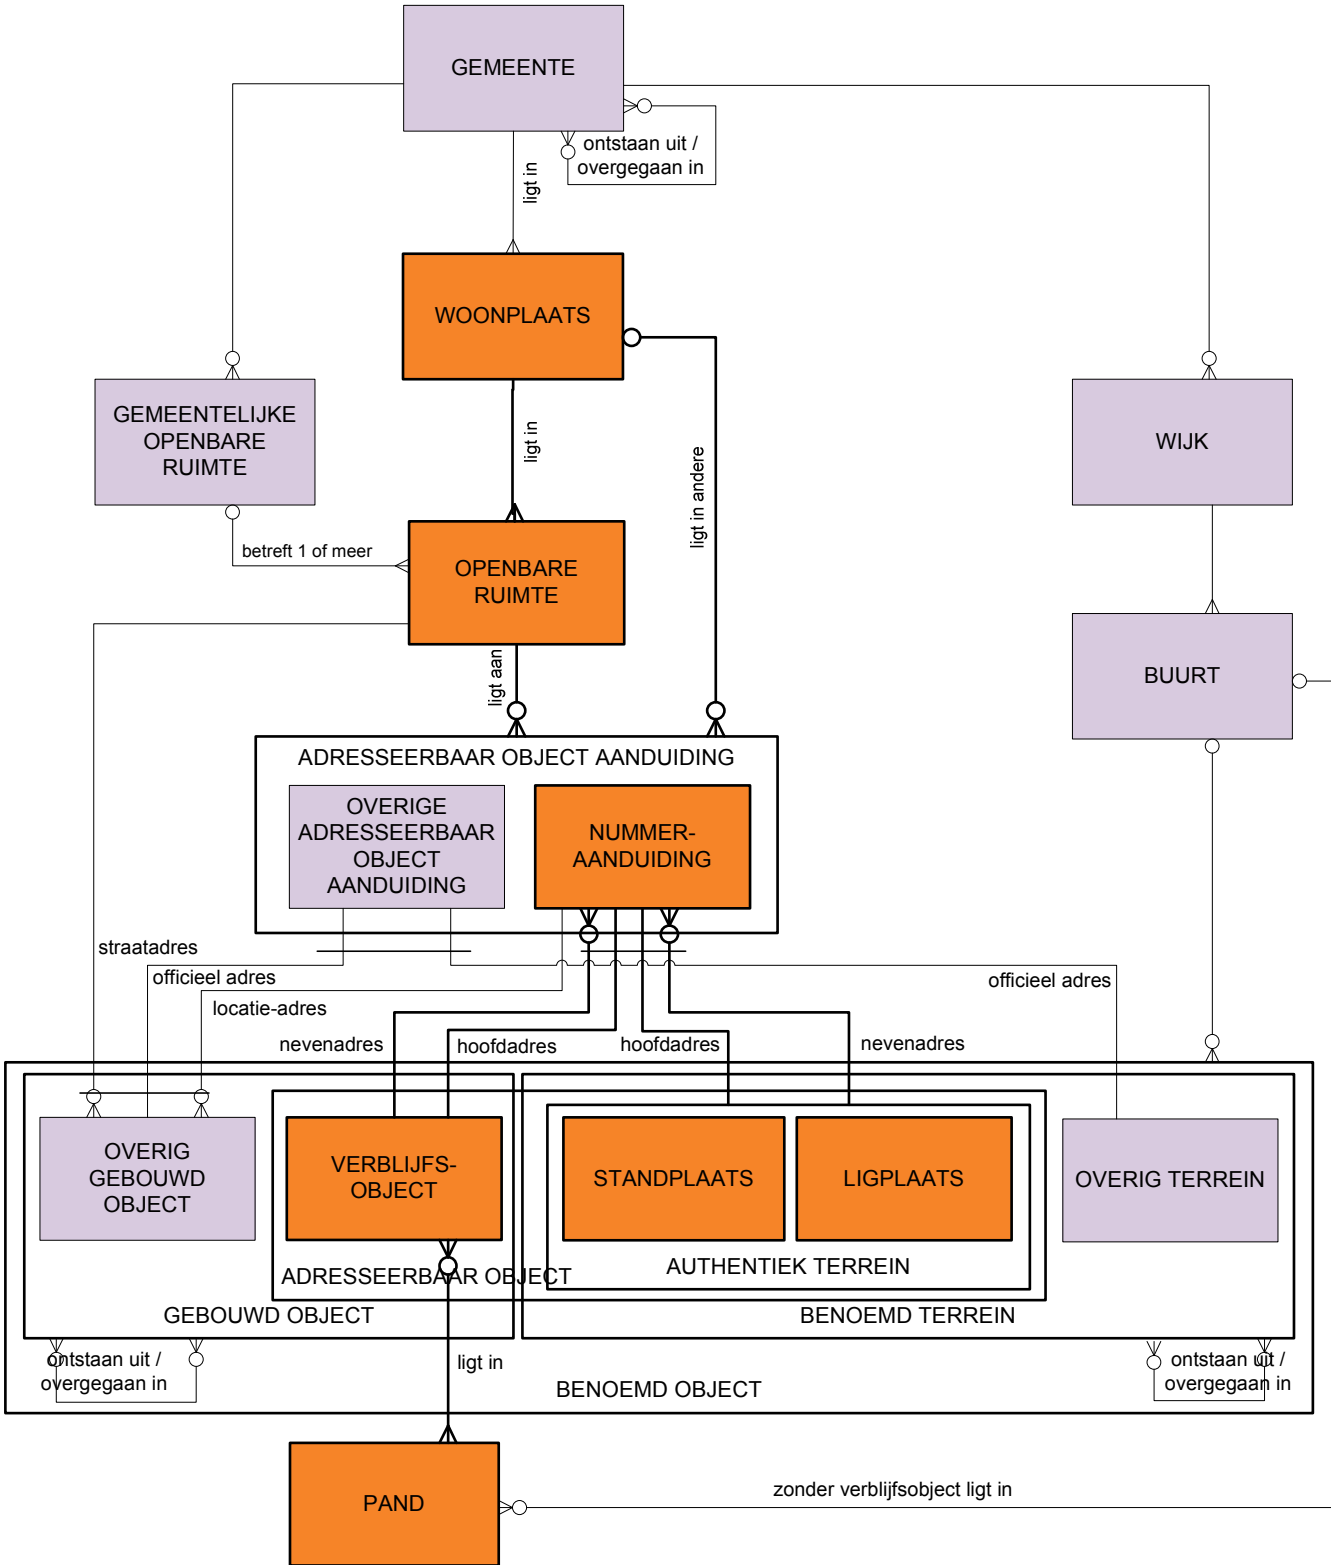 GEMEENTE
ontstaan uit /
overgegaan in
ligt in
WOONPLAATS
GEMEENTELIJKE
OPENBARE
RUIMTE
WIJK
ligt in
ligt in andere
betreft 1 of meer
OPENBARE
RUIMTE
BUURT
ligt aan
ADRESSEERBAAR OBJECT AANDUIDING
OVERIGE
ADRESSEERBAAR
OBJECT
AANDUIDING
NUMMER-
AANDUIDING
straatadres
officieel adres
officieel adres
locatie-adres
nevenadres
hoofdadres
hoofdadres
nevenadres
OVERIG
GEBOUWD
OBJECT
VERBLIJFS-
OBJECT
STANDPLAATS
LIGPLAATS
OVERIG TERREIN
AUTHENTIEK TERREIN
ADRESSEERBAAR OBJECT
GEBOUWD OBJECT
BENOEMD TERREIN
ontstaan uit /
overgegaan in
ligt in
ontstaan uit /
overgegaan in
BENOEMD OBJECT
PAND
zonder verblijfsobject ligt in